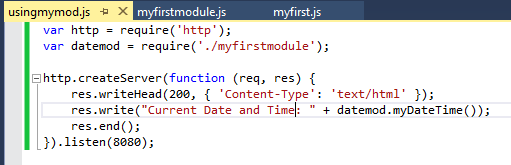 usingmymod.js myfirstmodule.js myfirst.js
var http = require('http');
var datemod = require('./myfirstmodule');
http.createServer(function (req, res) {
res.writeHead(200, { 'Content-Type': 'text/html' });
res.write("Current Date and Time: " + datemod.myDateTime());
res.end();
}).listen(8080);